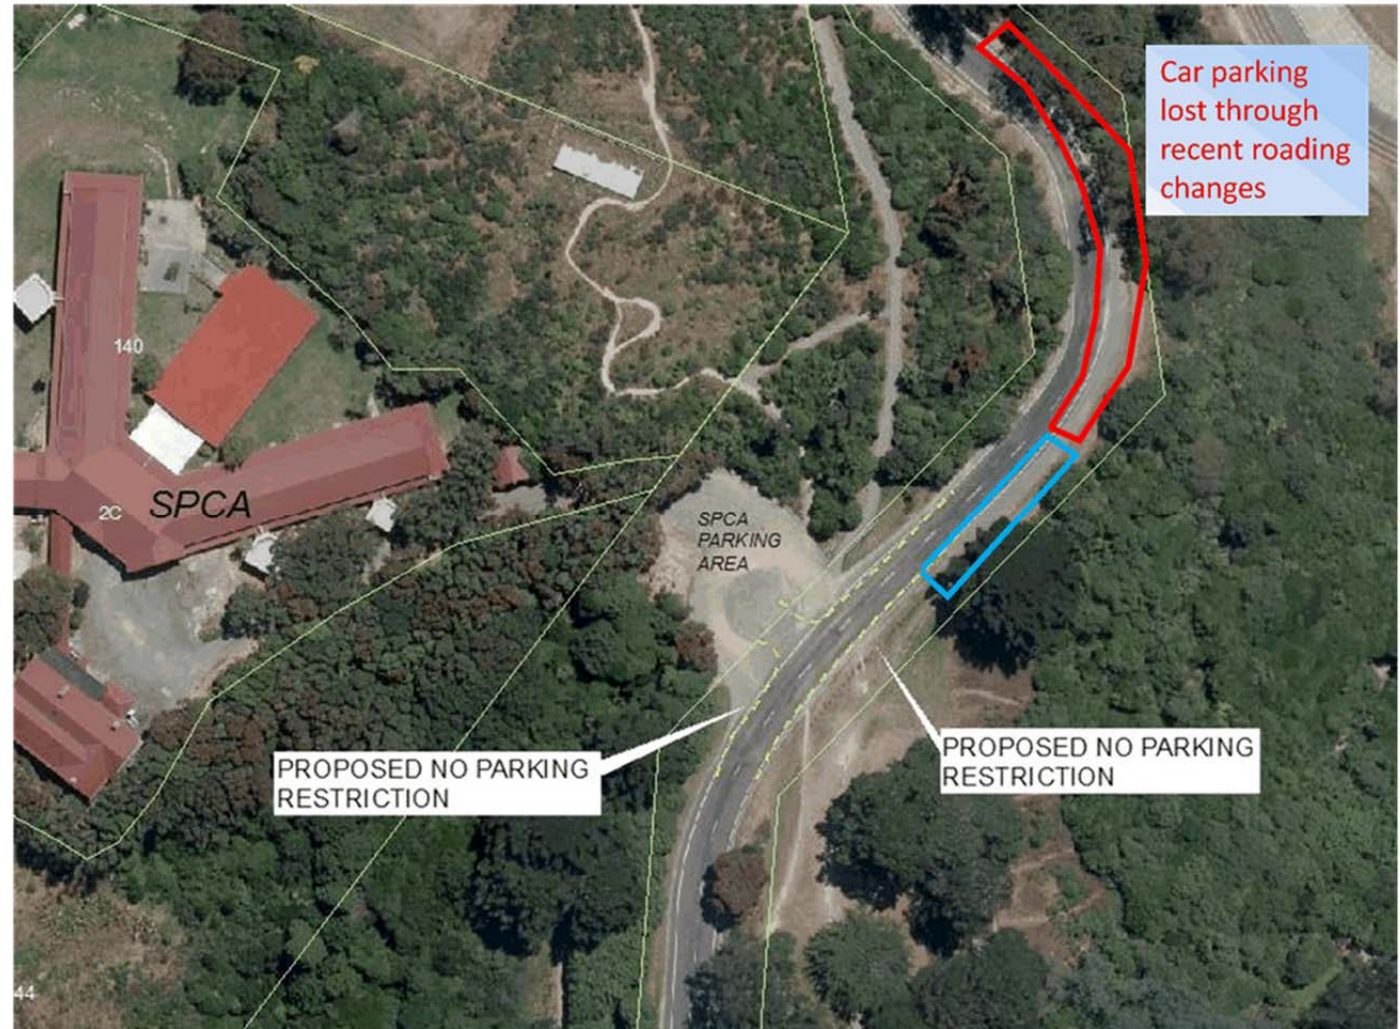 Car parking
lost through
recent roading
changes
140
2C
SPCA
SPCA
PARKING
AREA
PROPOSED NO PARKING
RESTRICTION
PROPOSED NO PARKING
RESTRICTION
44